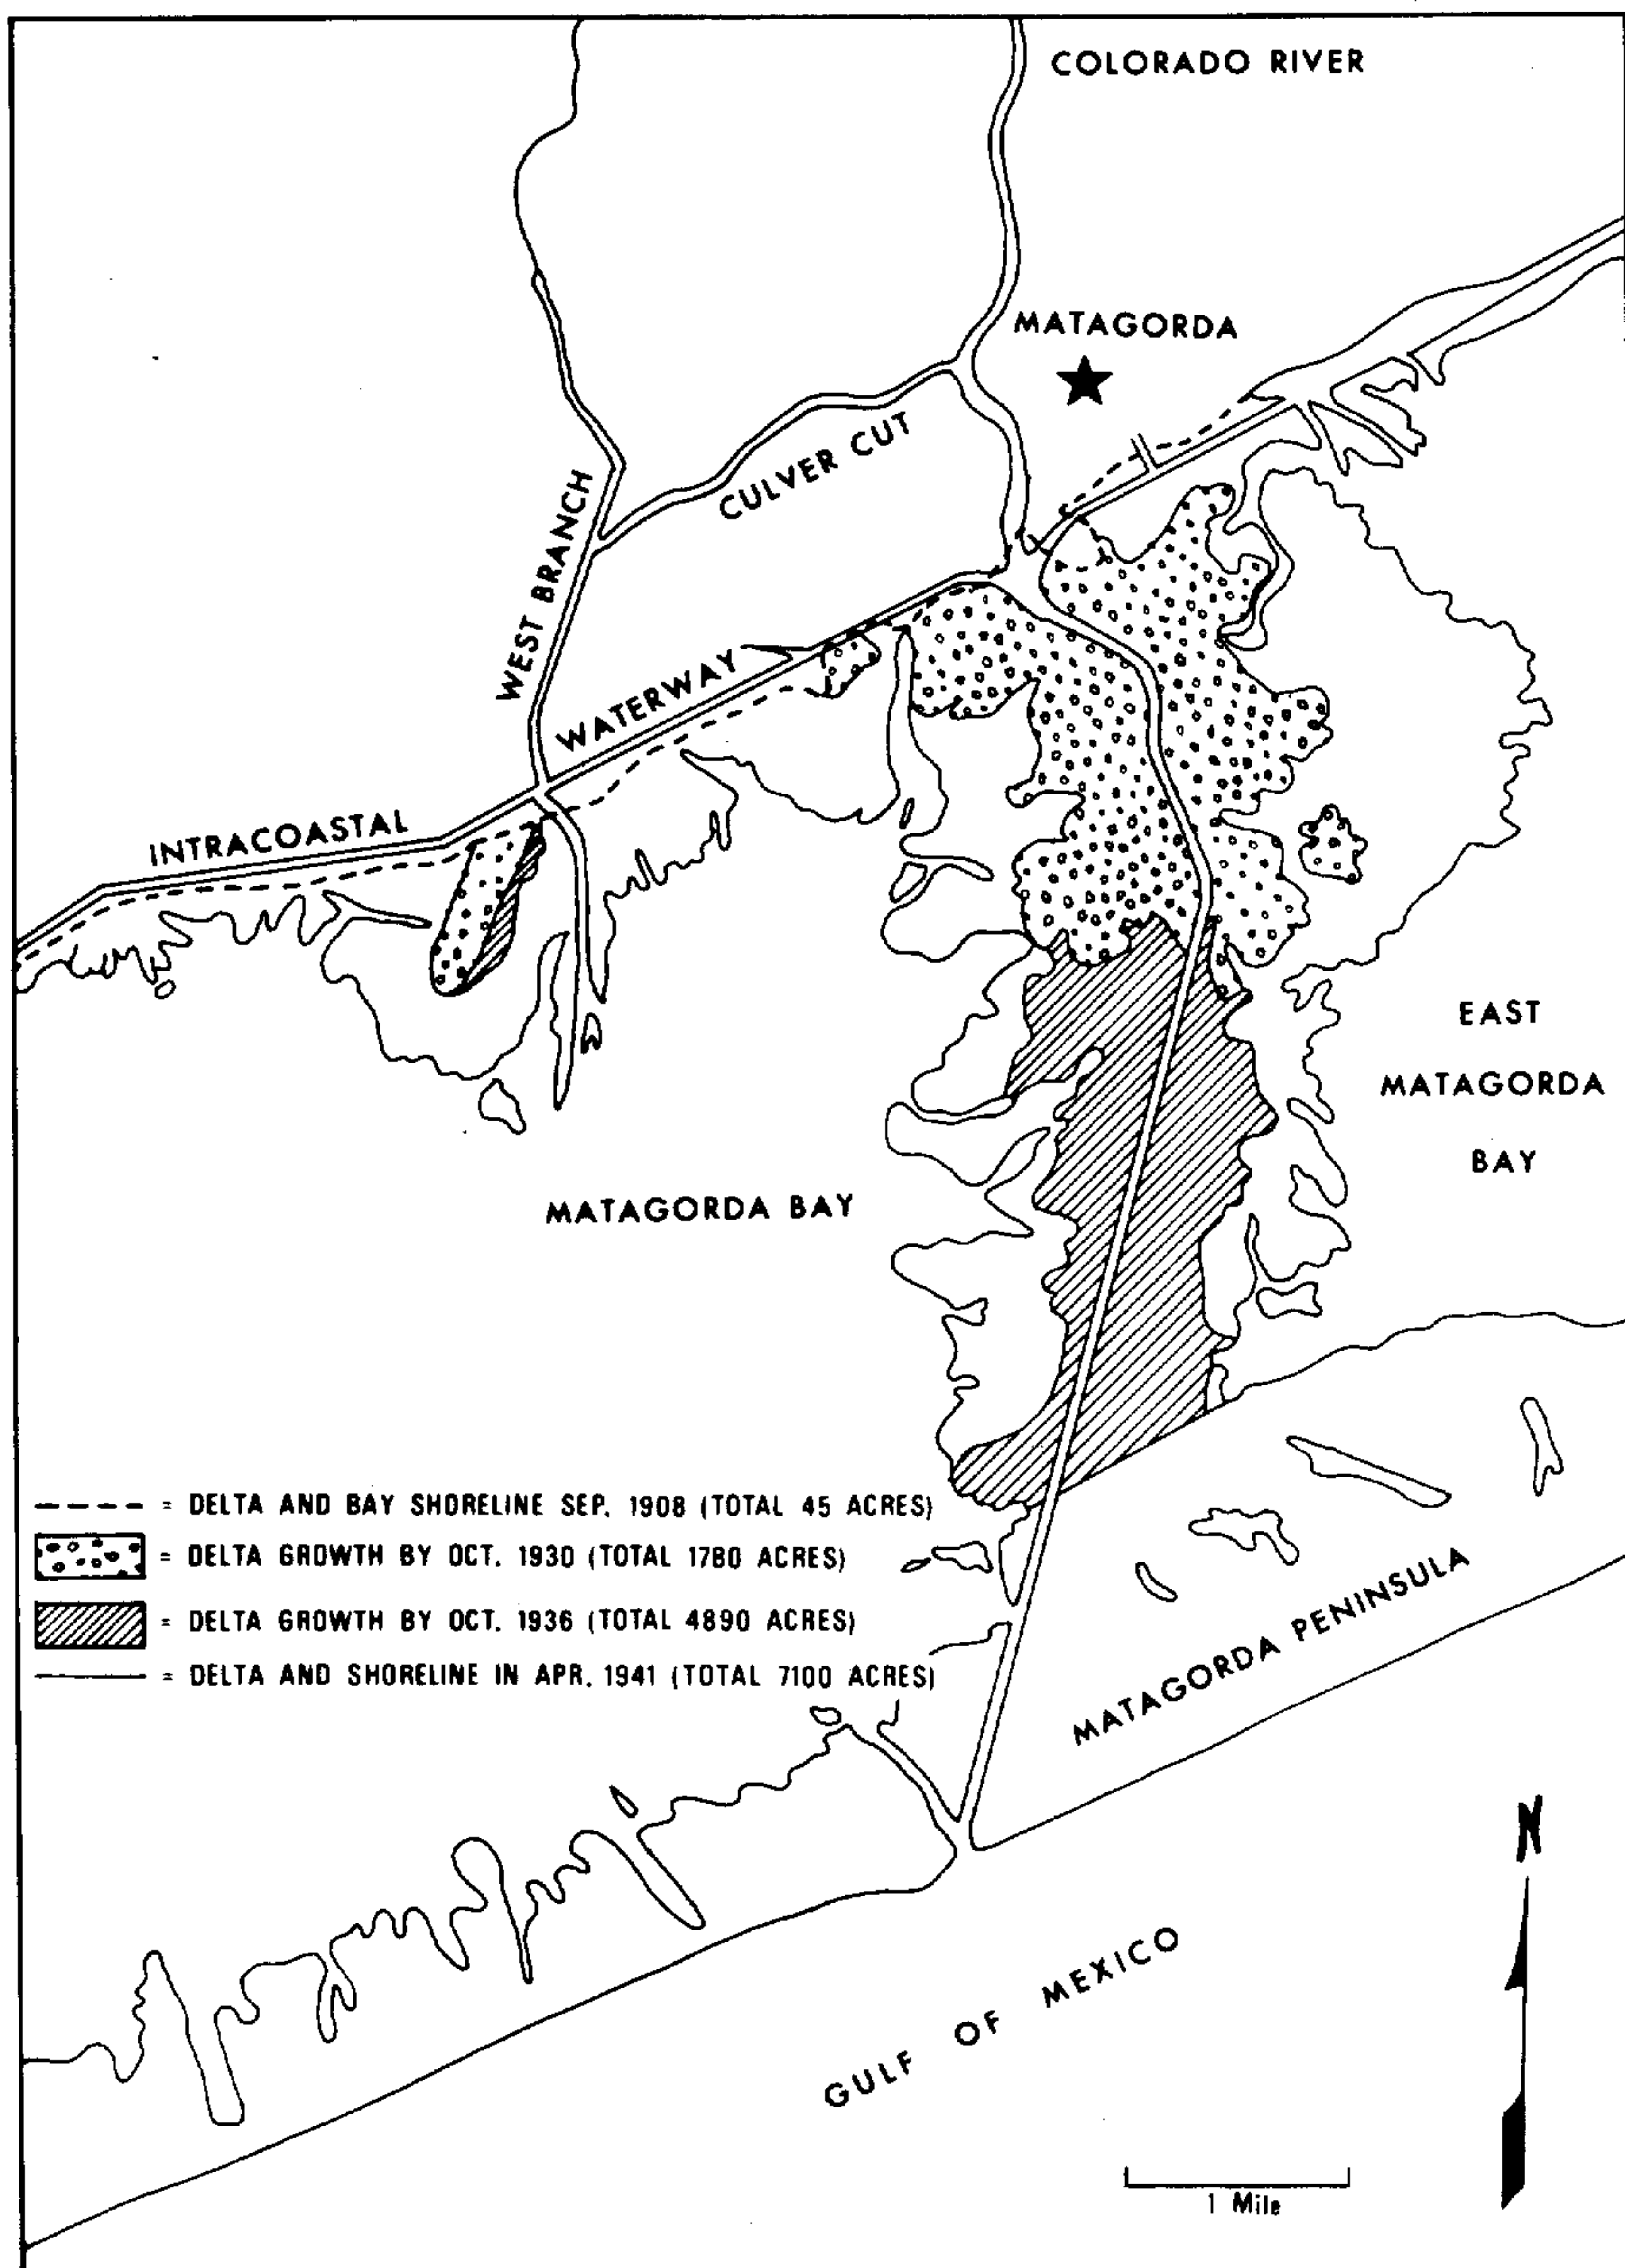 COLORADO RIVER
MATAGORDA
CULVER CUT
WEST BRANCH
WATERWAY
INTRACOASTAL
EAST
MATAGORDA
BAY
MATAGORDA BAY
= DELTA AND BAY SHORELINE SEP. 1908 (TOTAL 45 ACRES)
= DELTA GROWTH BY OCT. 1930 (TOTAL 1780 ACRES)
= DELTA GROWTH BY OCT. 1936 (TOTAL 4890 ACRES)
= DELTA AND SHORELINE IN APR. 1941 (TOTAL 7100 ACRES)
MATAGORDA PENINSULA
N
GULF OF MEXICO
1 Mile